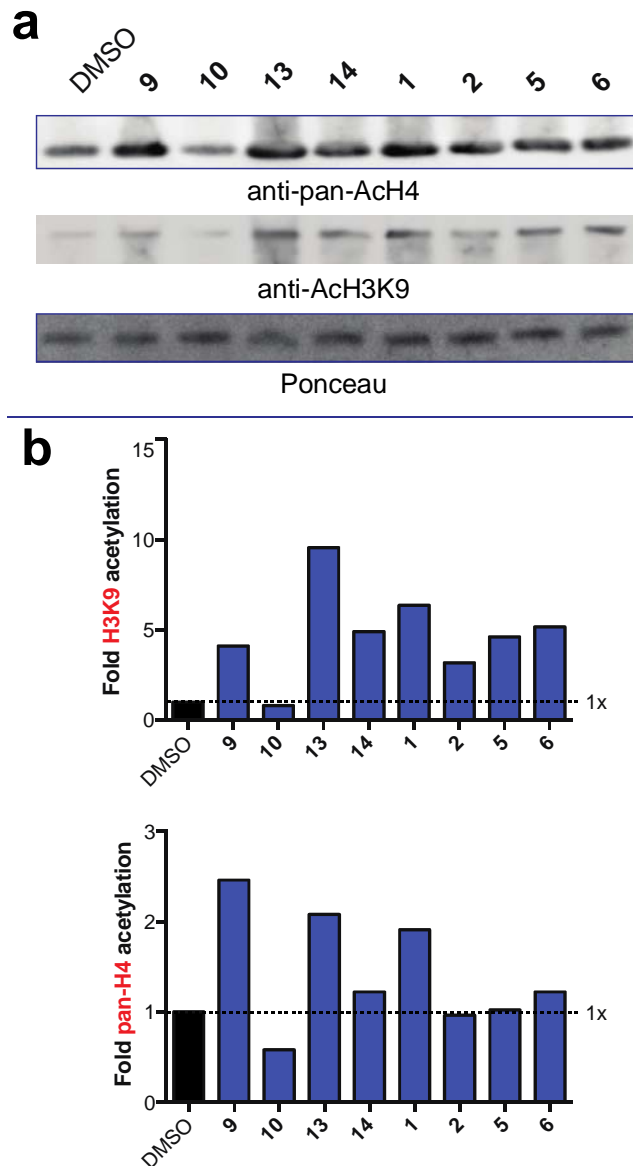 a
DMSO 9 10 13 14 1 2 5 6
anti-pan-AcH4
anti-AcH3K9
Ponceau
b
Fold H3K9 acetylation
15
10
5
0
1x
DMSO 9 10 13 14 1 2 5 6
Fold pan-H4 acetylation
3
2
1
0
1x
DMSO 9 10 13 14 1 2 5 6